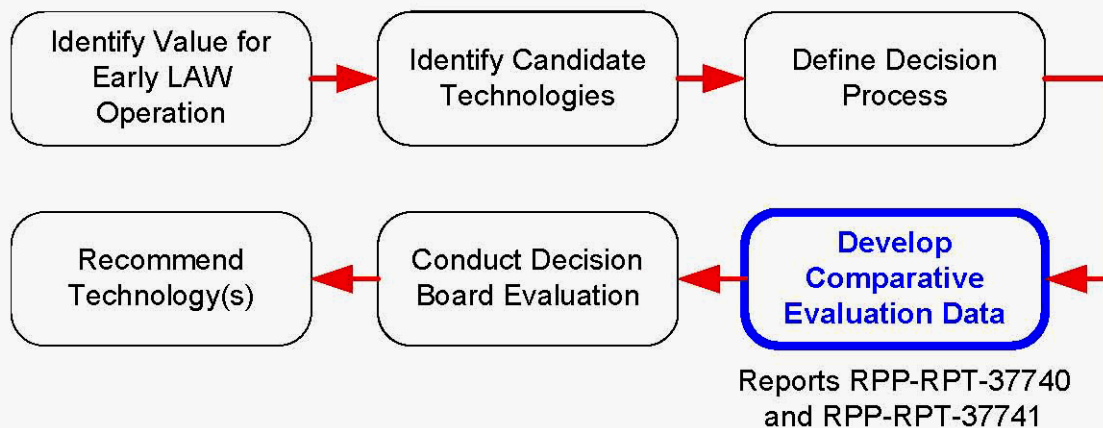 Identify Value for
Early LAW
Operation
Identify Candidate
Technologies
Define Decision
Process
Develop
Comparative
Evaluation Data
Reports RPP-RPT-37740
and RPP-RPT-37741
Conduct Decision
Board Evaluation
Recommend
Technology(s)